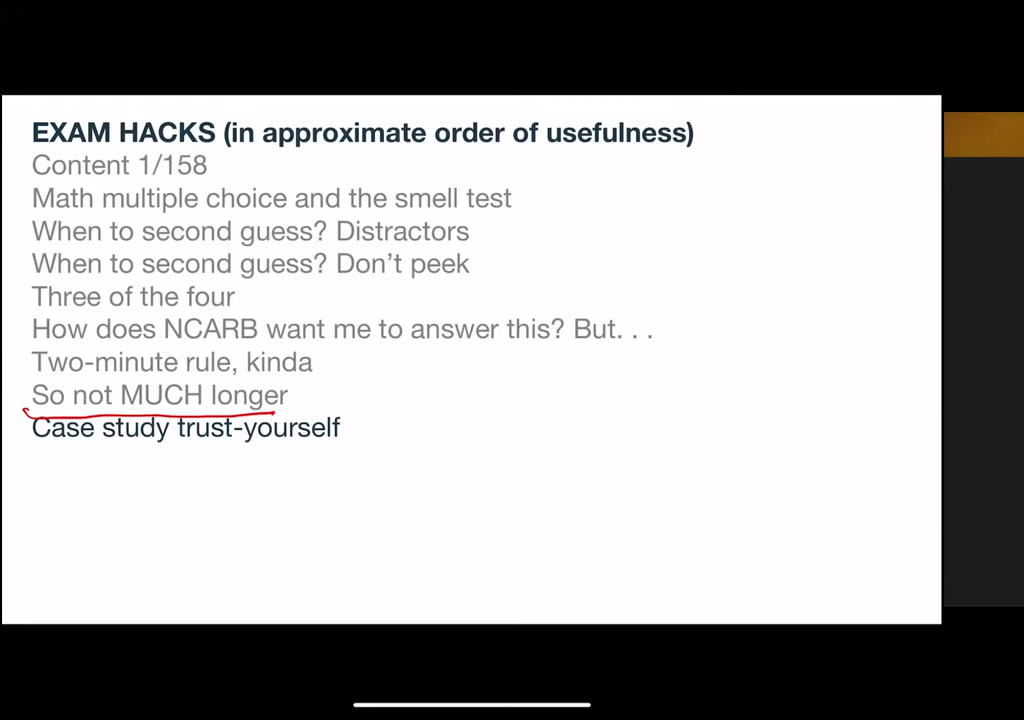 EXAM HACKS (in approximate order of usefulness)
Content 1/158
Math multiple choice and the smell test
When to second guess? Distractors
When to second guess? Don’t peek
Three of the four
How does NCARB want me to answer this? But. . .
Two-minute rule, kinda
So not MUCH longer
Case study trust-yourself